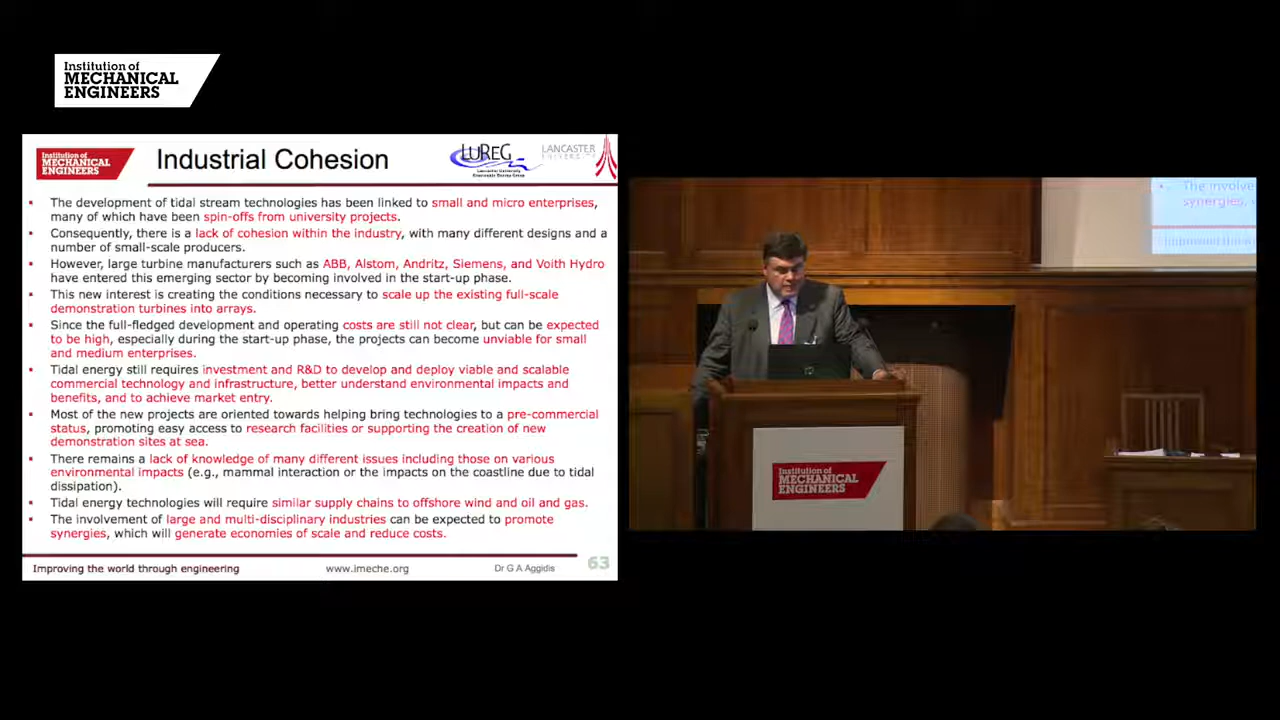 Institution of
MECHANICAL
ENGINEERS
Institution of
MECHANICAL
ENGINEERS
Industrial Cohesion
LUREG
Lancaster University
Renewable Energy Group
LANCASTER
UNIVERSITY
▪ The development of tidal stream technologies has been linked to small and micro enterprises,
many of which have been spin-offs from university projects.
▪ Consequently, there is a lack of cohesion within the industry, with many different designs and a
number of small-scale producers.
▪ However, large turbine manufacturers such as ABB, Alstom, Andritz, Siemens, and Voith Hydro
have entered this emerging sector by becoming involved in the start-up phase.
▪ This new interest is creating the conditions necessary to scale up the existing full-scale
demonstration turbines into arrays.
▪ Since the full-fledged development and operating costs are still not clear, but can be expected
to be high, especially during the start-up phase, the projects can become unviable for small
and medium enterprises.
▪ Tidal energy still requires investment and R&D to develop and deploy viable and scalable
commercial technology and infrastructure, better understand environmental impacts and
benefits, and to achieve market entry.
▪ Most of the new projects are oriented towards helping bring technologies to a pre-commercial
status, promoting easy access to research facilities or supporting the creation of new
demonstration sites at sea.
▪ There remains a lack of knowledge of many different issues including those on various
environmental impacts (e.g., mammal interaction or the impacts on the coastline due to tidal
dissipation).
▪ Tidal energy technologies will require similar supply chains to offshore wind and oil and gas.
▪ The involvement of large and multi-disciplinary industries can be expected to promote
synergies, which will generate economies of scale and reduce costs.
Improving the world through engineering
www.imeche.org
Dr G A Aggidis
63
The involve
synergies,
Institution of
MECHANICAL
ENGINEERS